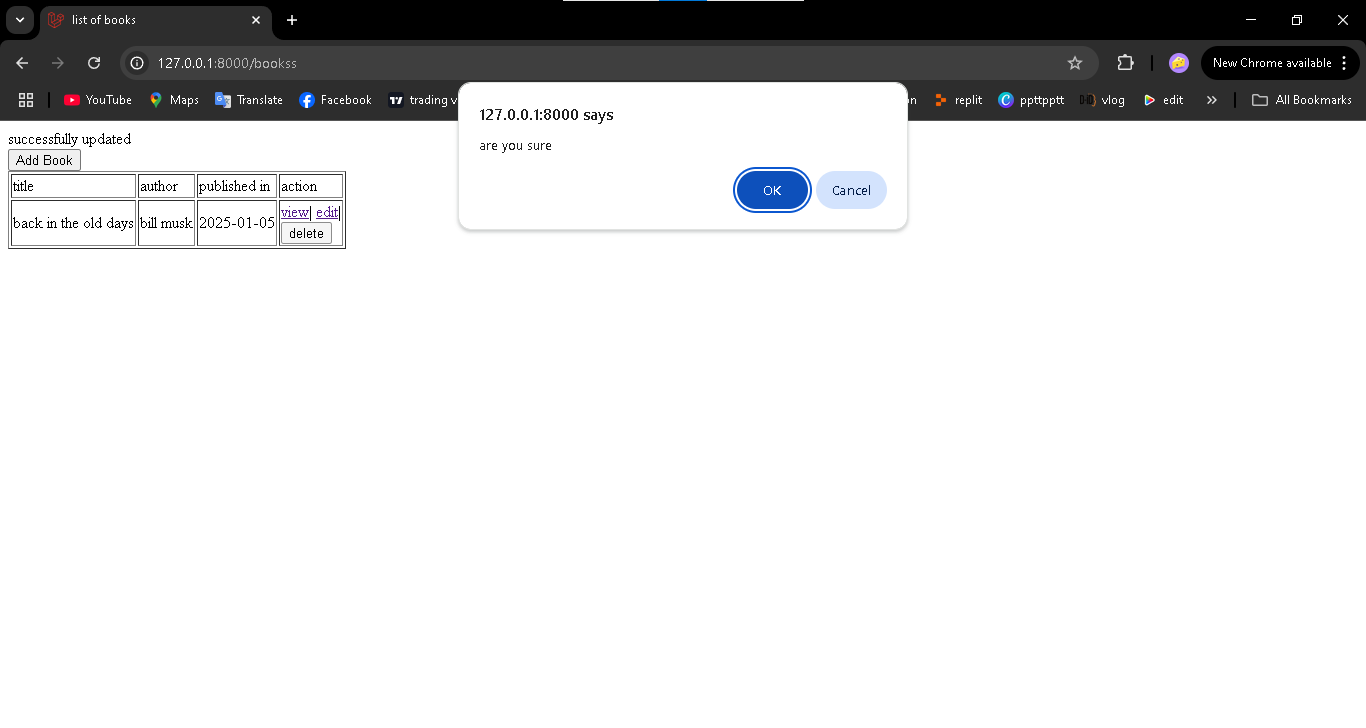 list of books
127.0.0.1:8000/bookss
New Chrome available
YouTube Maps Translate Facebook trading v on replit ppttpptt vlog edit All Bookmarks
127.0.0.1:8000 says
are you sure
OK Cancel
successfully updated
Add Book
title author published in action
back in the old days bill musk 2025-01-05 view| edit|
delete